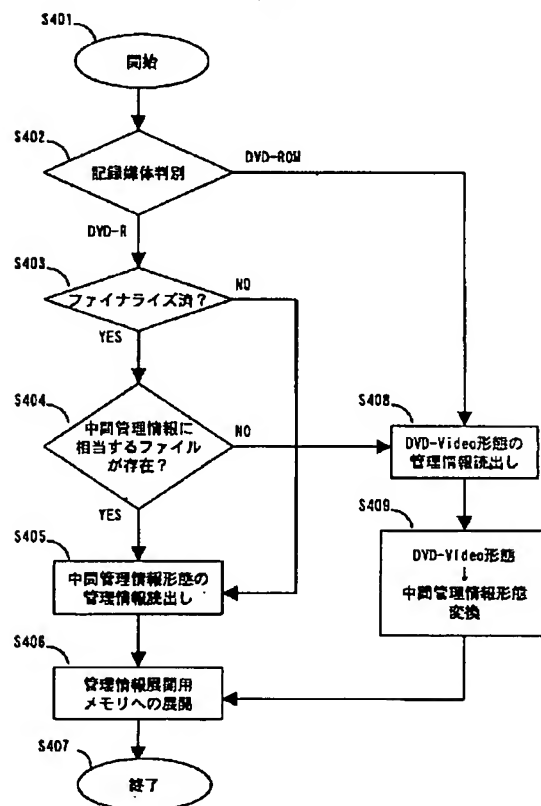 S401
開始
S402
記録媒体判別
DVD-ROM
DVD-R
S403
ファイナライズ済?
NO
YES
S404
中間管理情報に
相当するファイル
が存在?
NO
YES
S408
DVD-Video形態の
管理情報読出し
S409
DVD-Video形態
↓
中間管理情報形態
変換
S405
中間管理情報形態の
管理情報読出し
S406
管理情報展開用
メモリへの展開
S407
終了